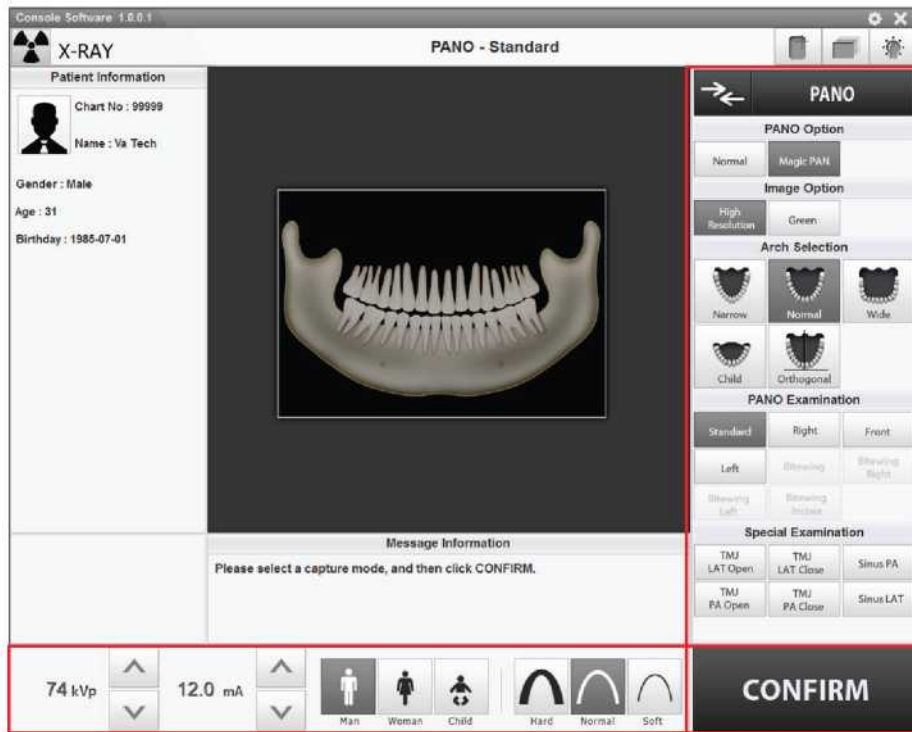 Console Software 1.0.0.1
X-RAY
PANO - Standard
Patient Information
Chart No : 99999
Name : Va Tech
Gender : Male
Age : 31
Birthday : 1985-07-01
Message Information
Please select a capture mode, and then click CONFIRM.
PANO
PANO Option
Normal
Magic PAN
Image Option
High
Resolution
Green
Arch Selection
Narrow
Normal
Wide
Child
Orthogonal
PANO Examination
Standard
Right
Front
Left
Bitewing
Bitewing
Right
Bitewing
Left
Bitewing
Special Examination
TMJ
LAT Open
TMJ
LAT Close
Sinus PA
TMJ
PA Open
TMJ
PA Close
Sinus LAT
74 kVp
12.0 mA
Man
Woman
Child
Hard
Normal
Soft
CONFIRM